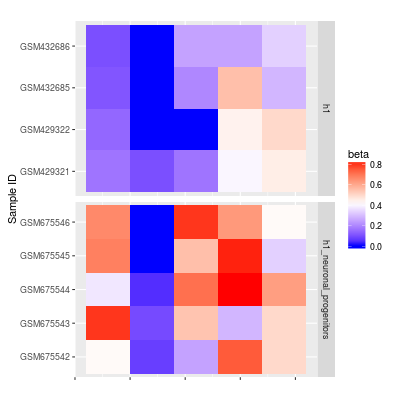 Sample ID
GSM432686
GSM432685
GSM429322
GSM429321
h1
GSM675546
GSM675545
GSM675544
GSM675543
GSM675542
h1_neuronal_progenitors
beta
0.8
0.6
0.4
0.2
0.0